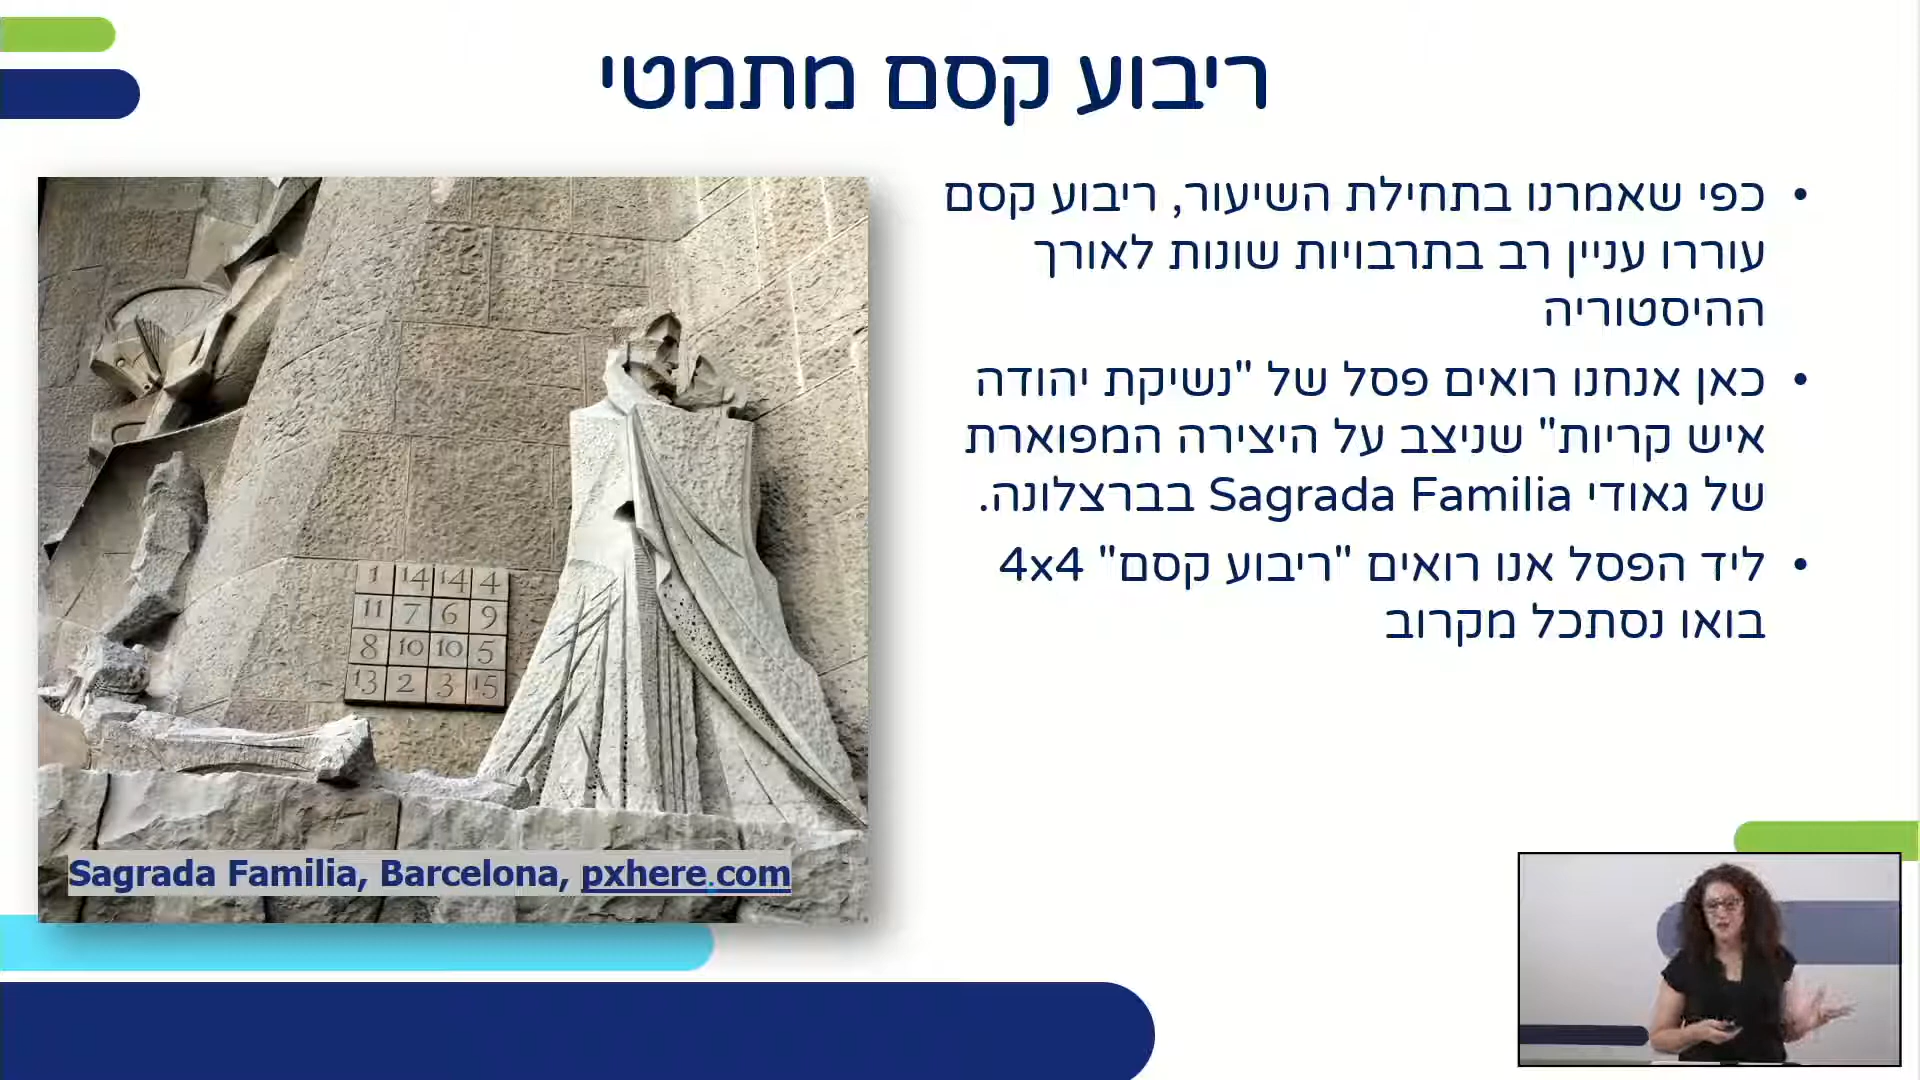 ריבוע קסם מתמטי
• כפי שאמרנו בתחילת השיעור, ריבוע קסם
עוררו עניין רב בתרבויות שונות לאורך
ההיסטוריה
• כאן אנחנו רואים פסל של "נשיקת יהודה
איש קריות" שניצב על היצירה המפוארת
של גאודי Sagrada Familia בברצלונה.
• ליד הפסל אנו רואים "ריבוע קסם" 4x4
בואו נסתכל מקרוב
1 14 14 4
11 7 6 9
8 10 10 5
13 2 3 15
Sagrada Familia, Barcelona, pxhere.com